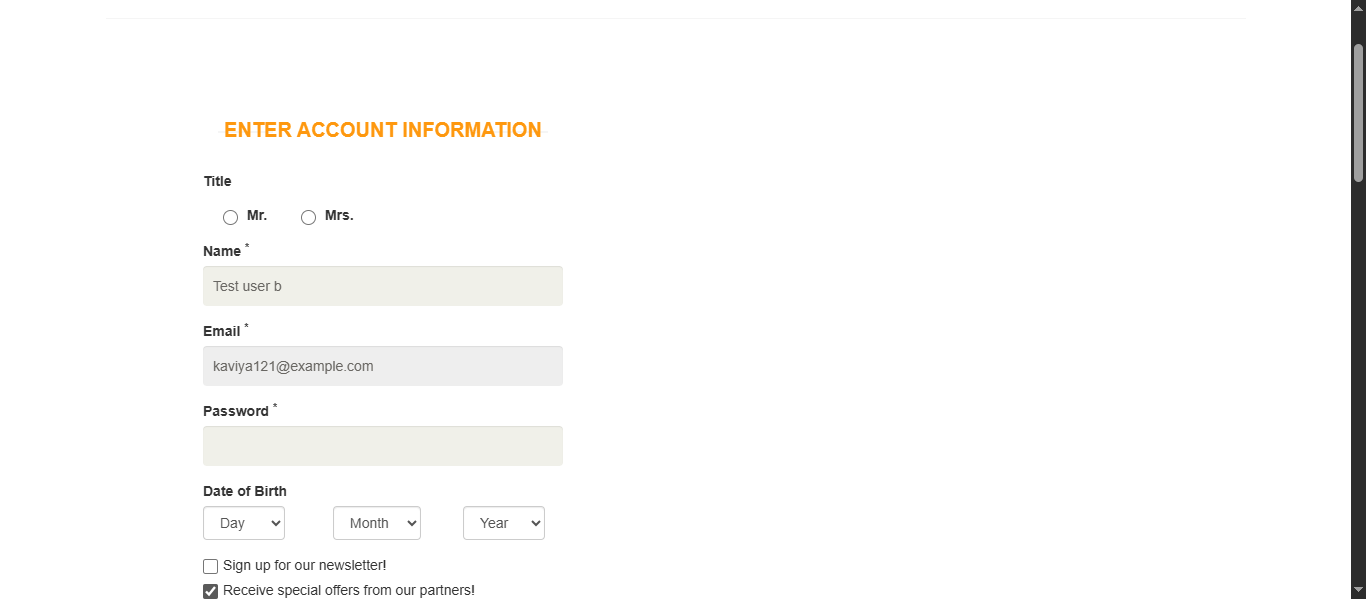 ENTER ACCOUNT INFORMATION
Title
Mr. Mrs.
Name *
Test user b
Email *
kaviya121@example.com
Password *
Date of Birth
Day Month Year
Sign up for our newsletter!
Receive special offers from our partners!